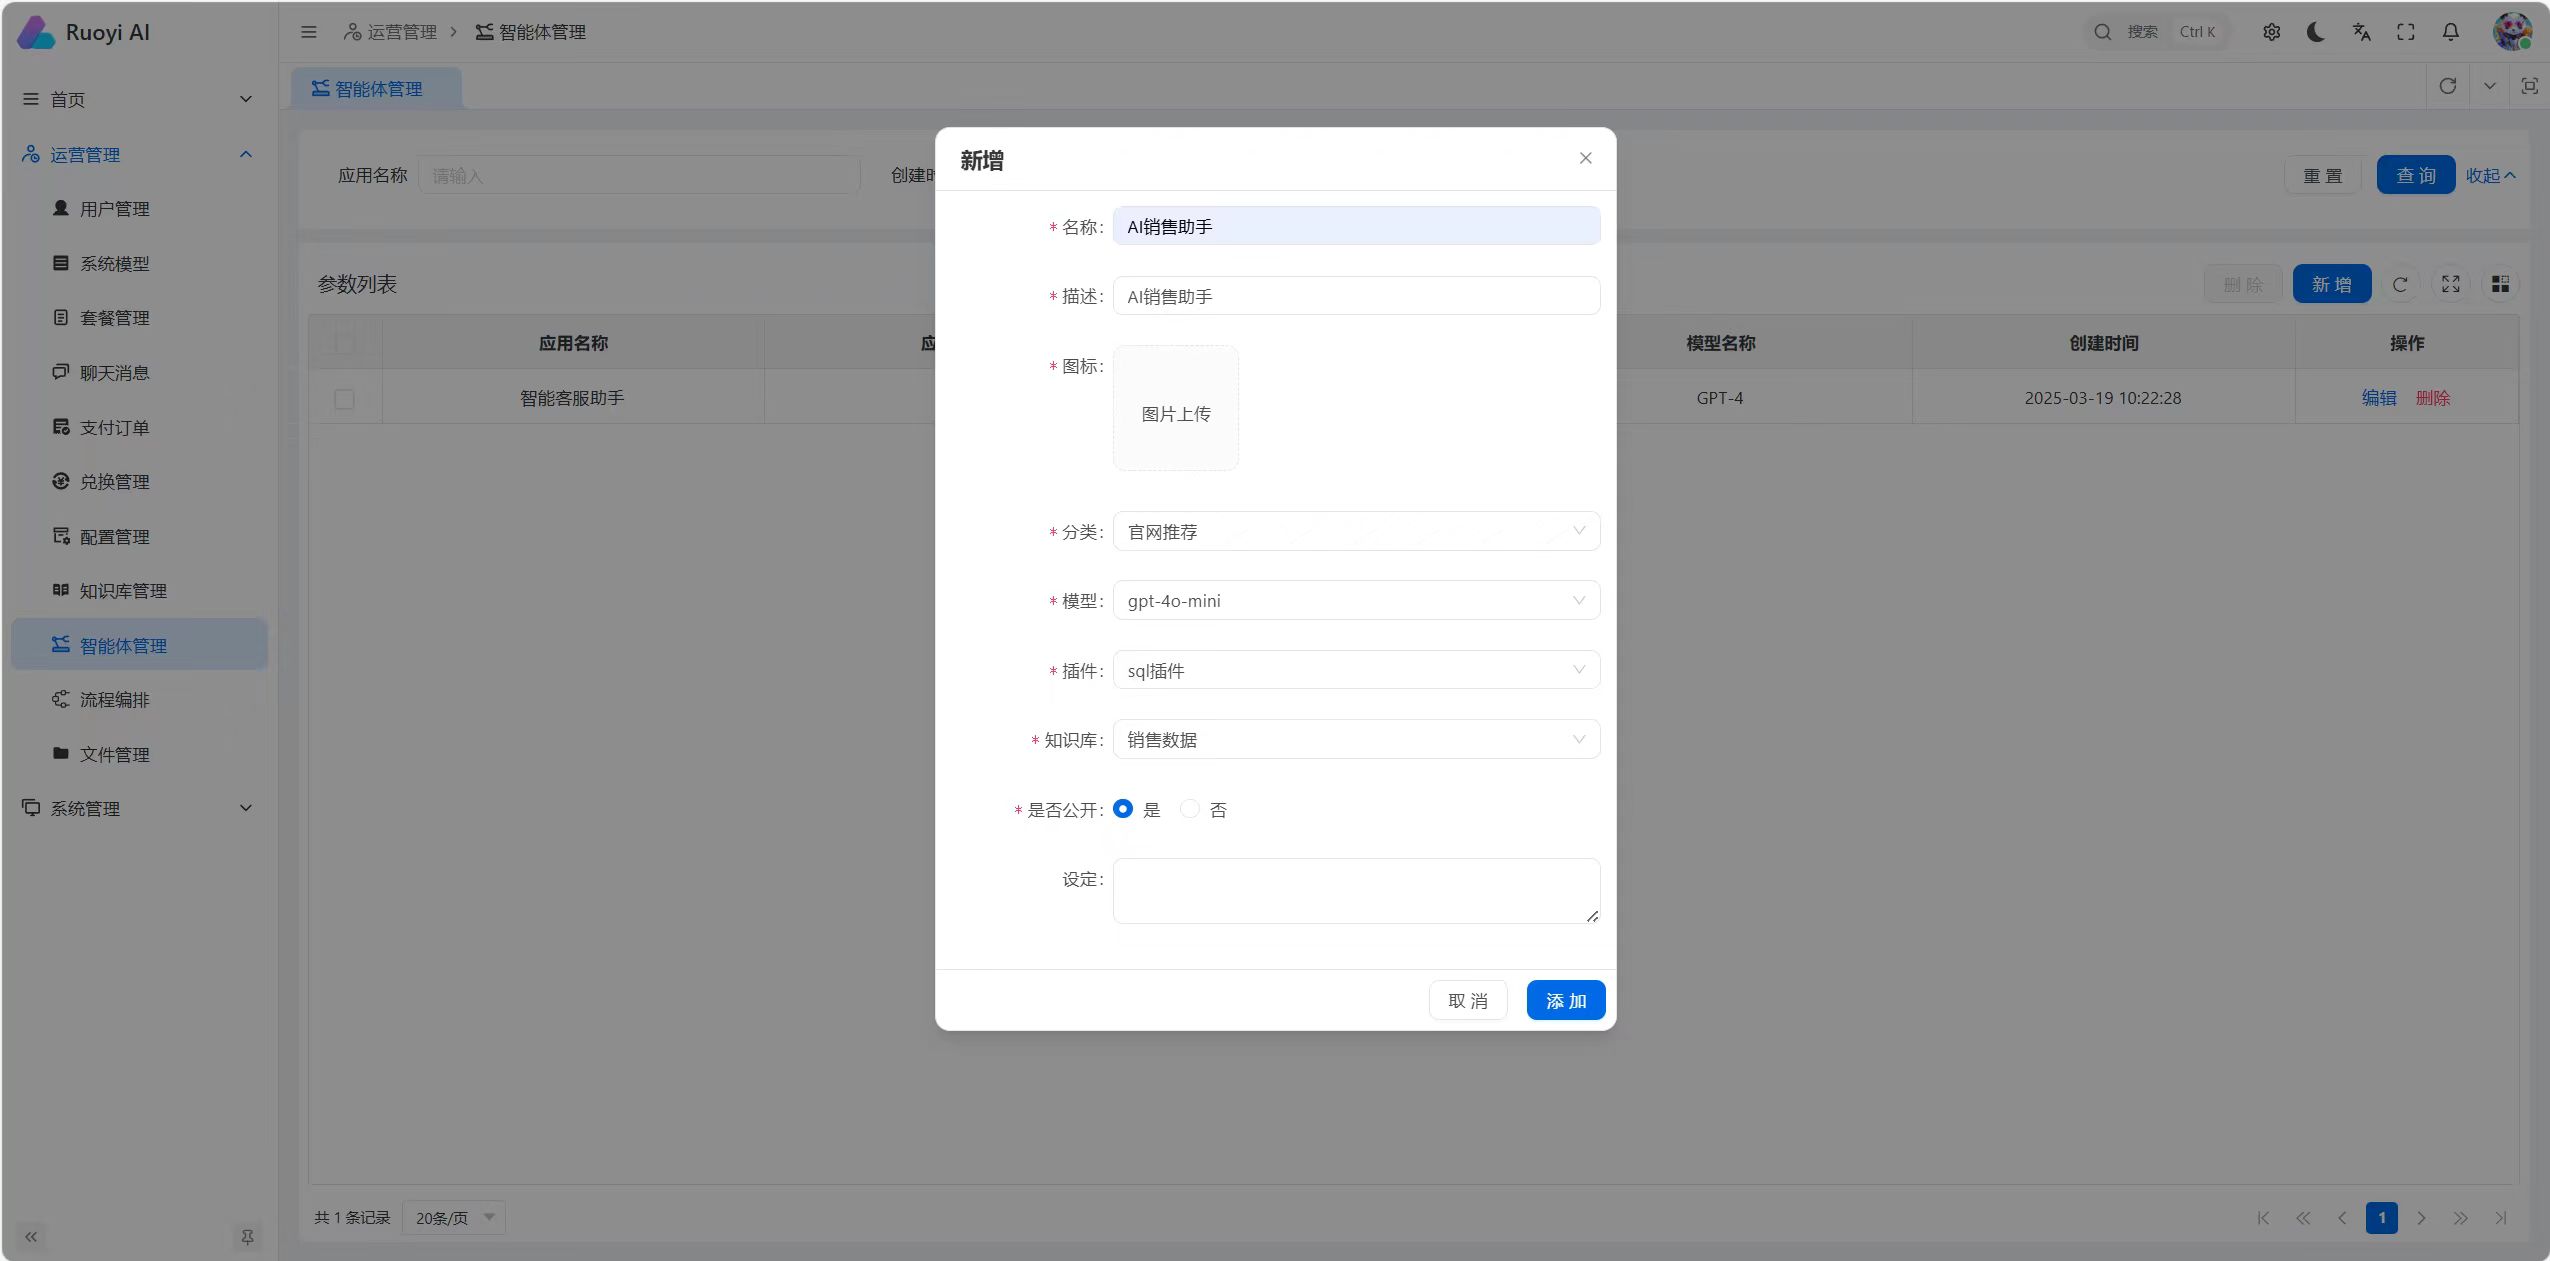 Ruoyi AI
首页
运营管理
用户管理
系统模型
套餐管理
聊天消息
支付订单
兑换管理
配置管理
知识库管理
智能体管理
流程编排
文件管理
系统管理
运营管理 > 智能体管理
搜索 Ctrl K
智能体管理
应用名称 请输入 创建时
重 置 查 询 收起
参数列表
删 除 新 增
应用名称 应 模型名称 创建时间 操作
智能客服助手 GPT-4 2025-03-19 10:22:28 编辑 删除
共 1 条记录 20条/页
1
新增
* 名称: AI销售助手
* 描述: AI销售助手
* 图标: 图片上传
* 分类: 官网推荐
* 模型: gpt-4o-mini
* 插件: sql插件
* 知识库: 销售数据
* 是否公开: 是 否
设定:
取 消 添 加